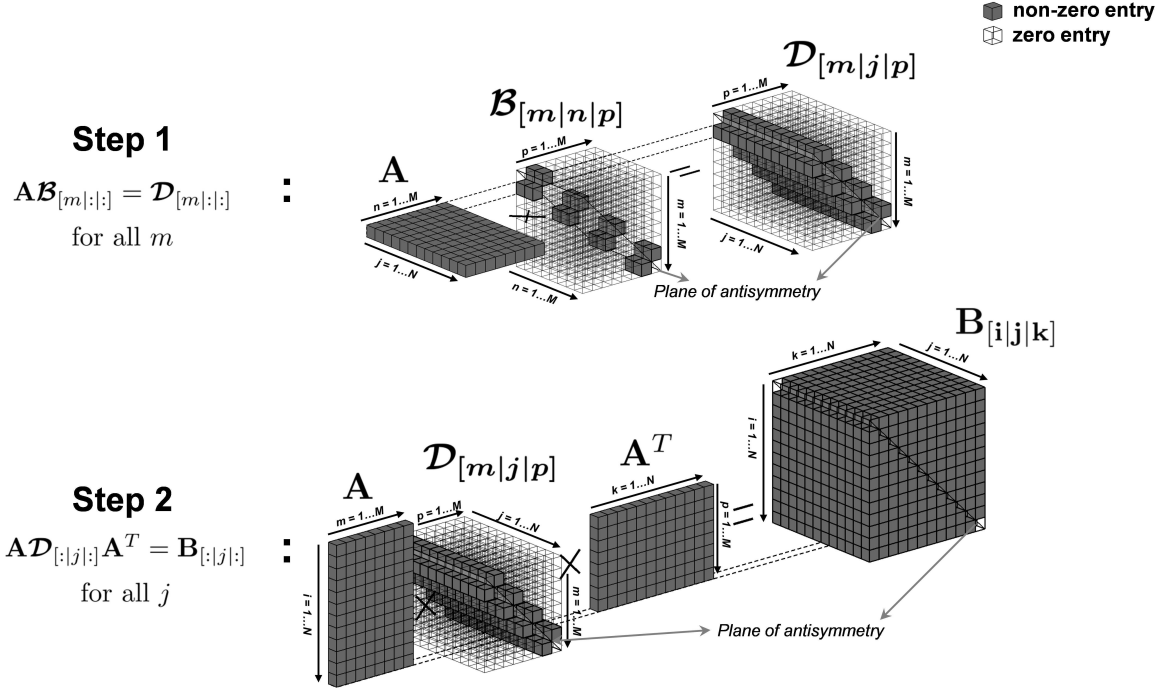 non-zero entry
zero entry
Step 1
A𝓑[m|:|:] = 𝓓[m|:|:]
for all m
:
A
n = 1...M
j = 1...N
×
𝓑[m|n|p]
p = 1...M
m = 1...M
n = 1...M
=
𝓓[m|j|p]
p = 1...M
m = 1...M
j = 1...N
Plane of antisymmetry
Step 2
A𝓓[:|j|:]Aᵀ = B[:|j|:]
for all j
:
A
m = 1...M
i = 1...N
×
𝓓[m|j|p]
p = 1...M
j = 1...N
m = 1...M
×
Aᵀ
k = 1...N
p = 1...M
=
B[i|j|k]
k = 1...N
j = 1...N
i = 1...N
Plane of antisymmetry